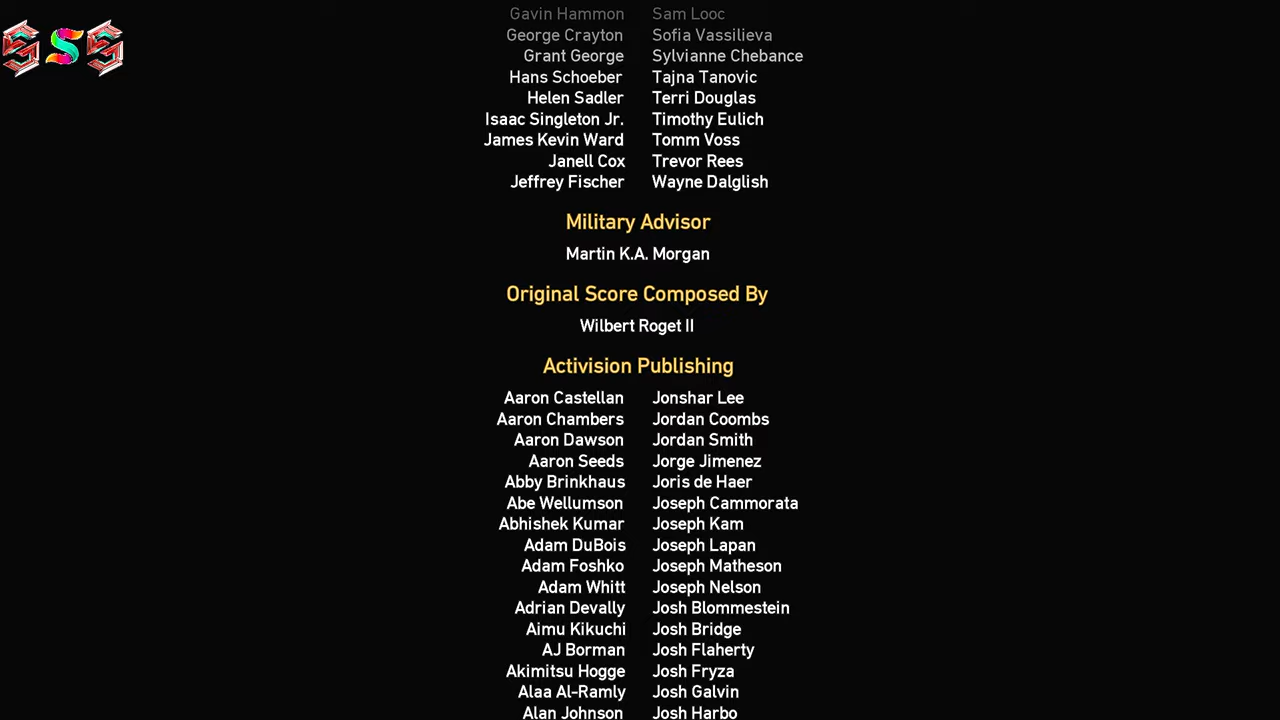 SSS
Gavin Hammon Sam Looc
George Crayton Sofia Vassilieva
Grant George Sylvianne Chebance
Hans Schoeber Tajna Tanovic
Helen Sadler Terri Douglas
Isaac Singleton Jr. Timothy Eulich
James Kevin Ward Tomm Voss
Janell Cox Trevor Rees
Jeffrey Fischer Wayne Dalglish
Military Advisor
Martin K.A. Morgan
Original Score Composed By
Wilbert Roget II
Activision Publishing
Aaron Castellan Jonshar Lee
Aaron Chambers Jordan Coombs
Aaron Dawson Jordan Smith
Aaron Seeds Jorge Jimenez
Abby Brinkhaus Joris de Haer
Abe Wellumson Joseph Cammorata
Abhishek Kumar Joseph Kam
Adam DuBois Joseph Lapan
Adam Foshko Joseph Matheson
Adam Whitt Joseph Nelson
Adrian Devally Josh Blommestein
Aimu Kikuchi Josh Bridge
AJ Borman Josh Flaherty
Akimitsu Hogge Josh Fryza
Alaa Al-Ramly Josh Galvin
Alan Johnson Josh Harbo